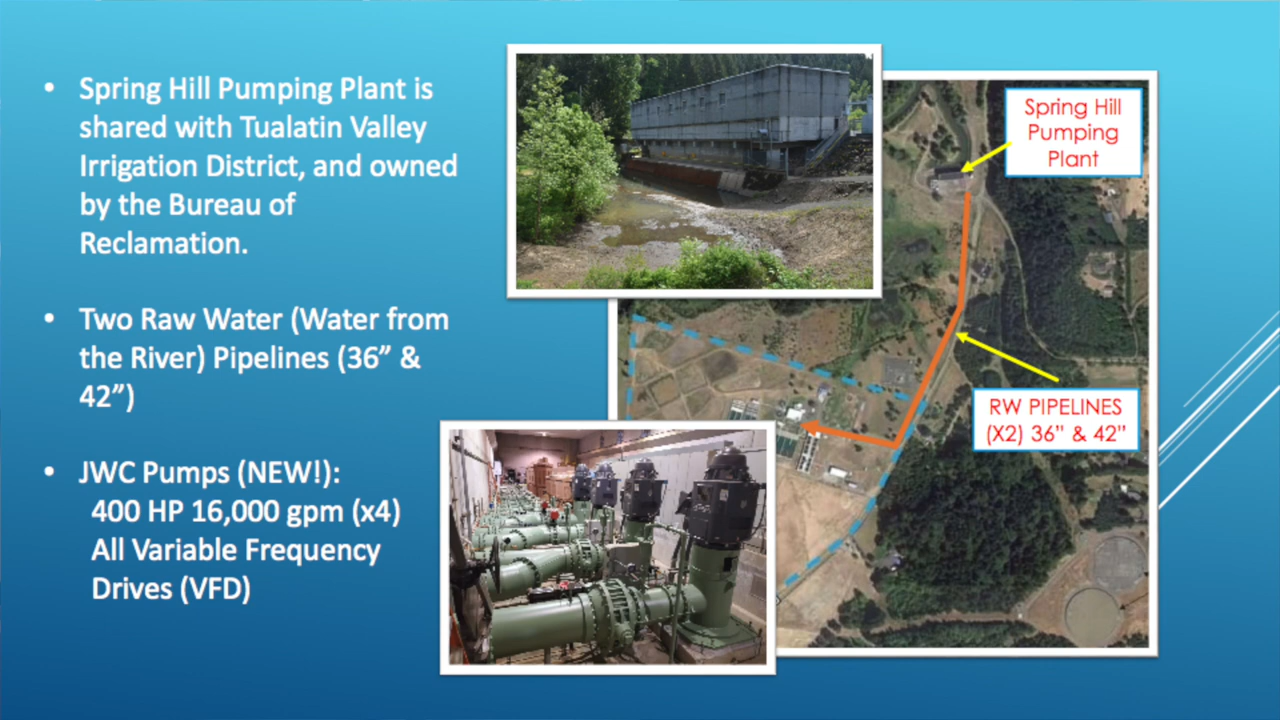 • Spring Hill Pumping Plant is
shared with Tualatin Valley
Irrigation District, and owned
by the Bureau of
Reclamation.
• Two Raw Water (Water from
the River) Pipelines (36” &
42”)
• JWC Pumps (NEW!):
400 HP 16,000 gpm (x4)
All Variable Frequency
Drives (VFD)
Spring Hill
Pumping
Plant
RW PIPELINES
(X2) 36” & 42”